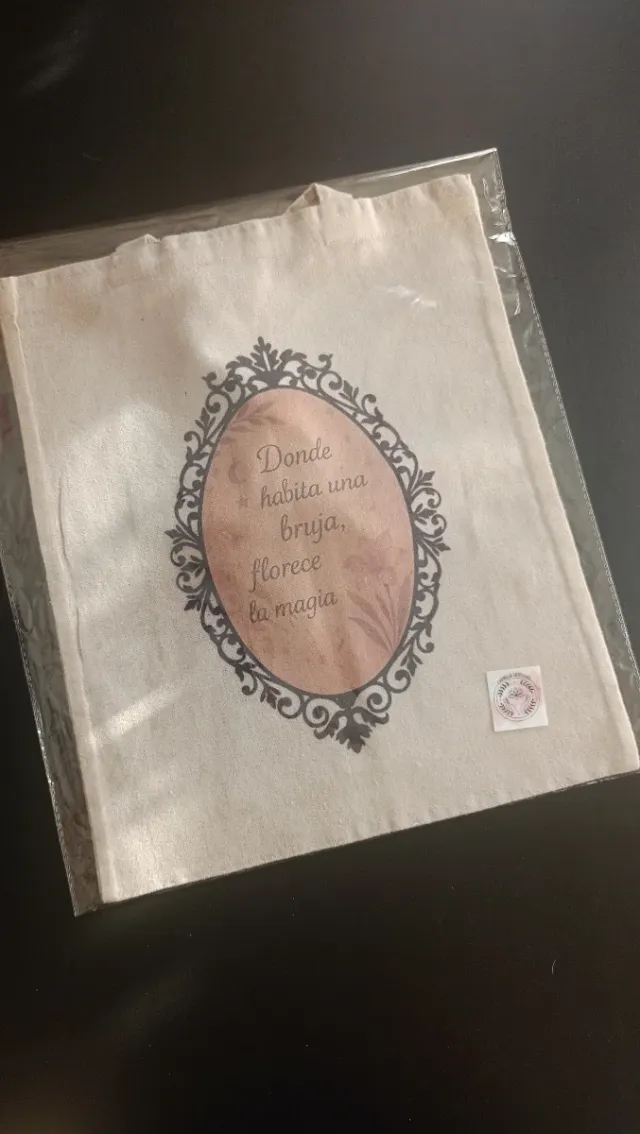 Donde
habita una
bruja,
florece
la magia